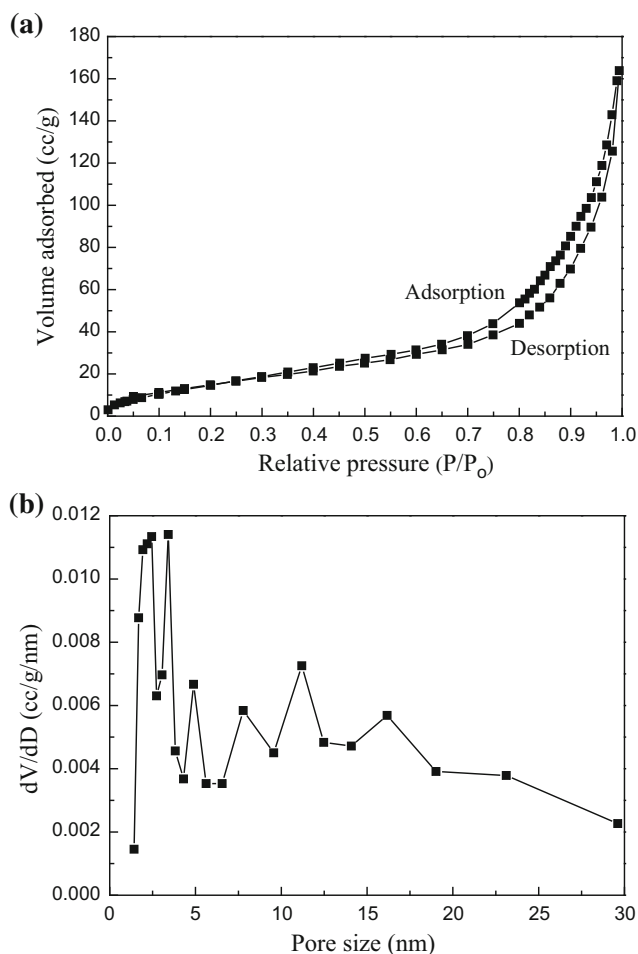 (a)
180
160
140
120
100
80
60
40
20
0
Volume adsorbed (cc/g)
Adsorption
Desorption
0.0 0.1 0.2 0.3 0.4 0.5 0.6 0.7 0.8 0.9 1.0
Relative pressure (P/Po)
(b)
0.012
0.010
0.008
0.006
0.004
0.002
0.000
dV/dD (cc/g/nm)
0 5 10 15 20 25 30
Pore size (nm)